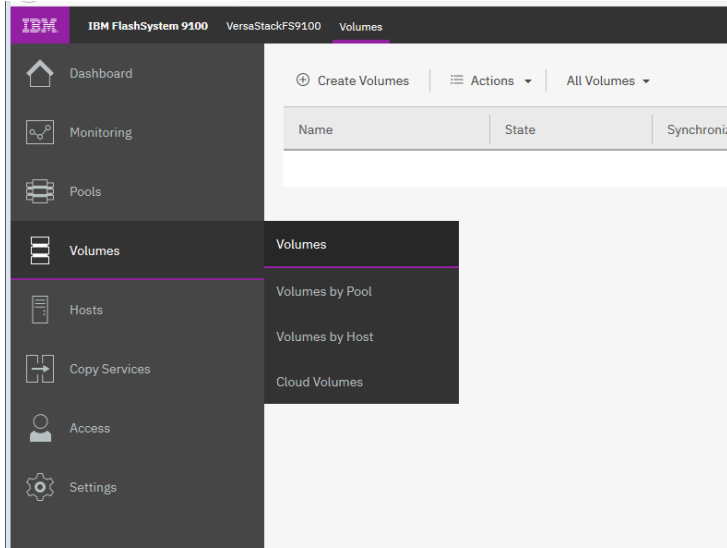 IBM IBM FlashSystem 9100 VersaStackFS9100 Volumes
Dashboard
Create Volumes Actions All Volumes
Monitoring
Name State Synchroniz
Pools
Volumes
Volumes
Volumes by Pool
Volumes by Host
Cloud Volumes
Hosts
Copy Services
Access
Settings